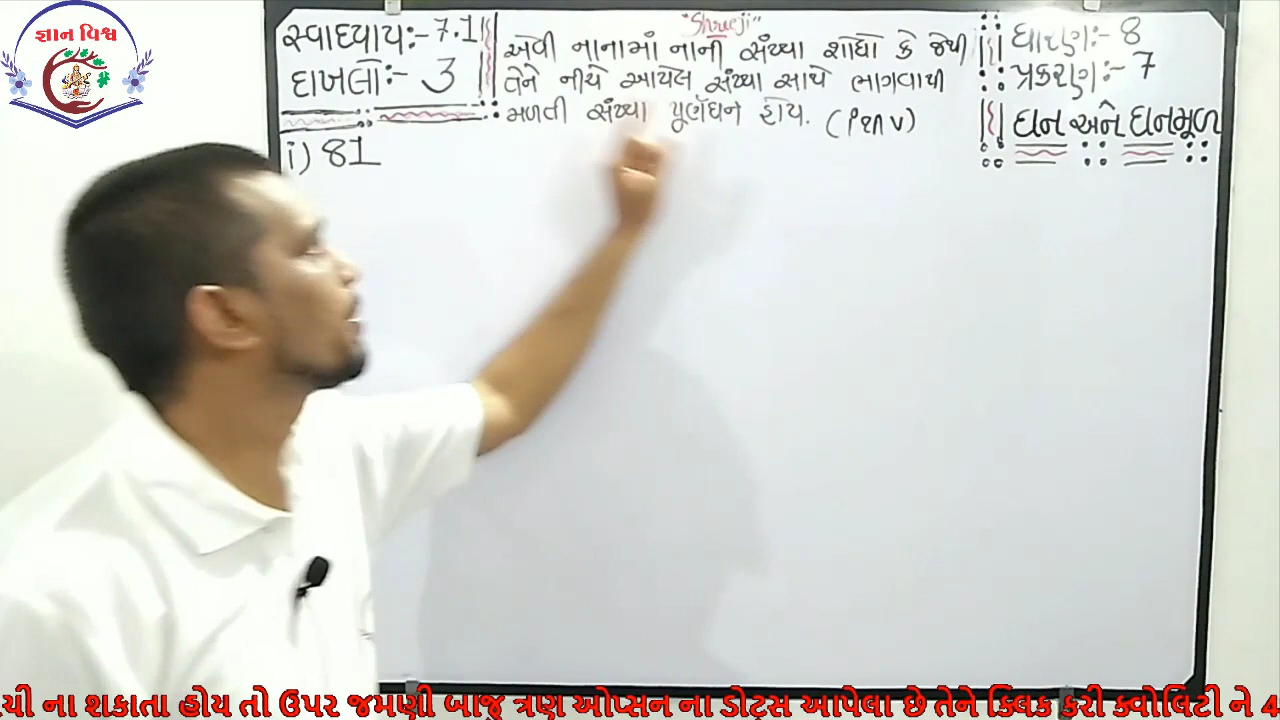 જ્ઞાન વિશ્વ
સ્વાધ્યાય:- 7.1
દાખલો:- 3
"Shreeji"
એવી નાનામાં નાની સંખ્યા શોધો કે જેથી
તેને નીચે આપેલ સંખ્યા સાથે ભાગવાથી
મળતી સંખ્યા પૂર્ણઘન હોય.
ધોરણ:- 8
પ્રકરણ:- 7
ઘન અને ઘનમૂળ
i) 81
ચી ના શકાતા હોય તો ઉપર જમણી બાજુ ત્રણ ઓપ્સન ના ડોટ્સ આપેલા છે તેને ક્લિક કરી ક્વોલિટી ને 4